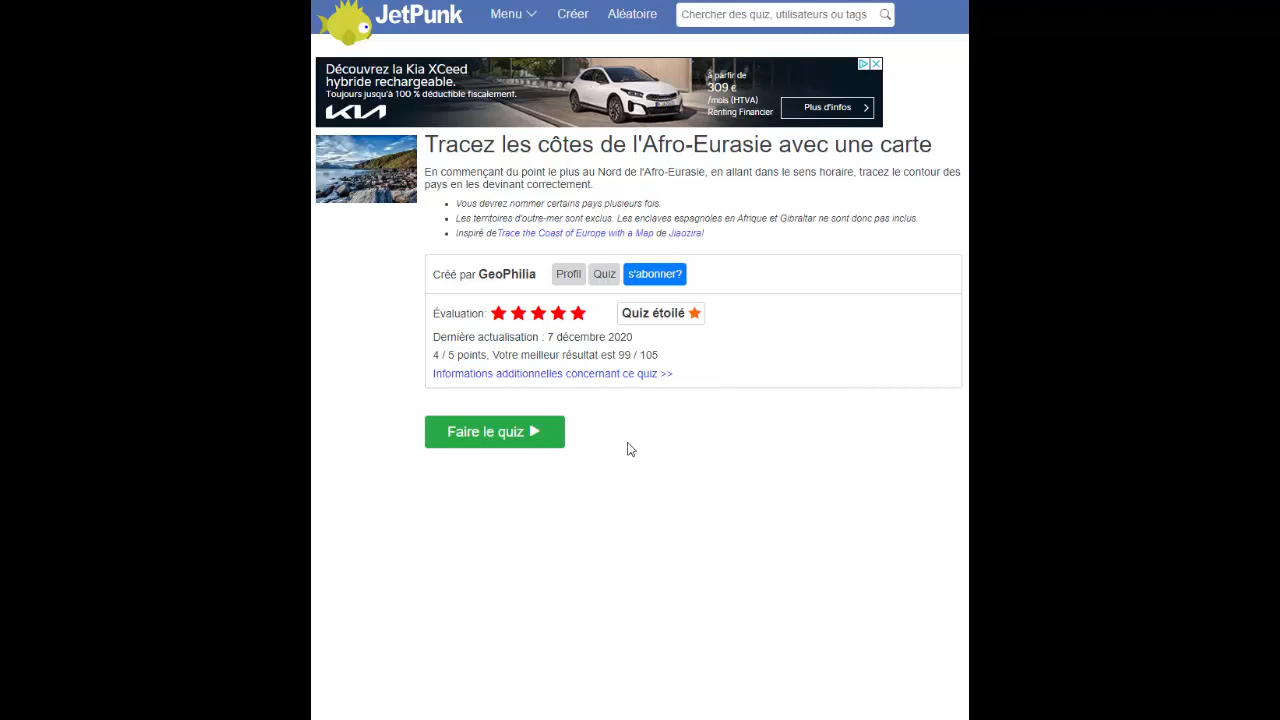 JetPunk Menu Créer Aléatoire Chercher des quiz, utilisateurs ou tags
Découvrez la Kia XCeed
hybride rechargeable.
Toujours jusqu'à 100 % déductible fiscalement.
KIA
à partir de
309 €
/mois (HTVA)
Renting Financier
Plus d'infos
Tracez les côtes de l'Afro-Eurasie avec une carte
En commençant du point le plus au Nord de l'Afro-Eurasie, en allant dans le sens horaire, tracez le contour des
pays en les devinant correctement.
Vous devrez nommer certains pays plusieurs fois.
Les territoires d'outre-mer sont exclus. Les enclaves espagnoles en Afrique et Gibraltar ne sont donc pas inclus.
Inspiré deTrace the Coast of Europe with a Map de Jiaozira!
Créé par GeoPhilia Profil Quiz s'abonner?
Évaluation: Quiz étoilé
Dernière actualisation : 7 décembre 2020
4 / 5 points, Votre meilleur résultat est 99 / 105
Informations additionnelles concernant ce quiz >>
Faire le quiz